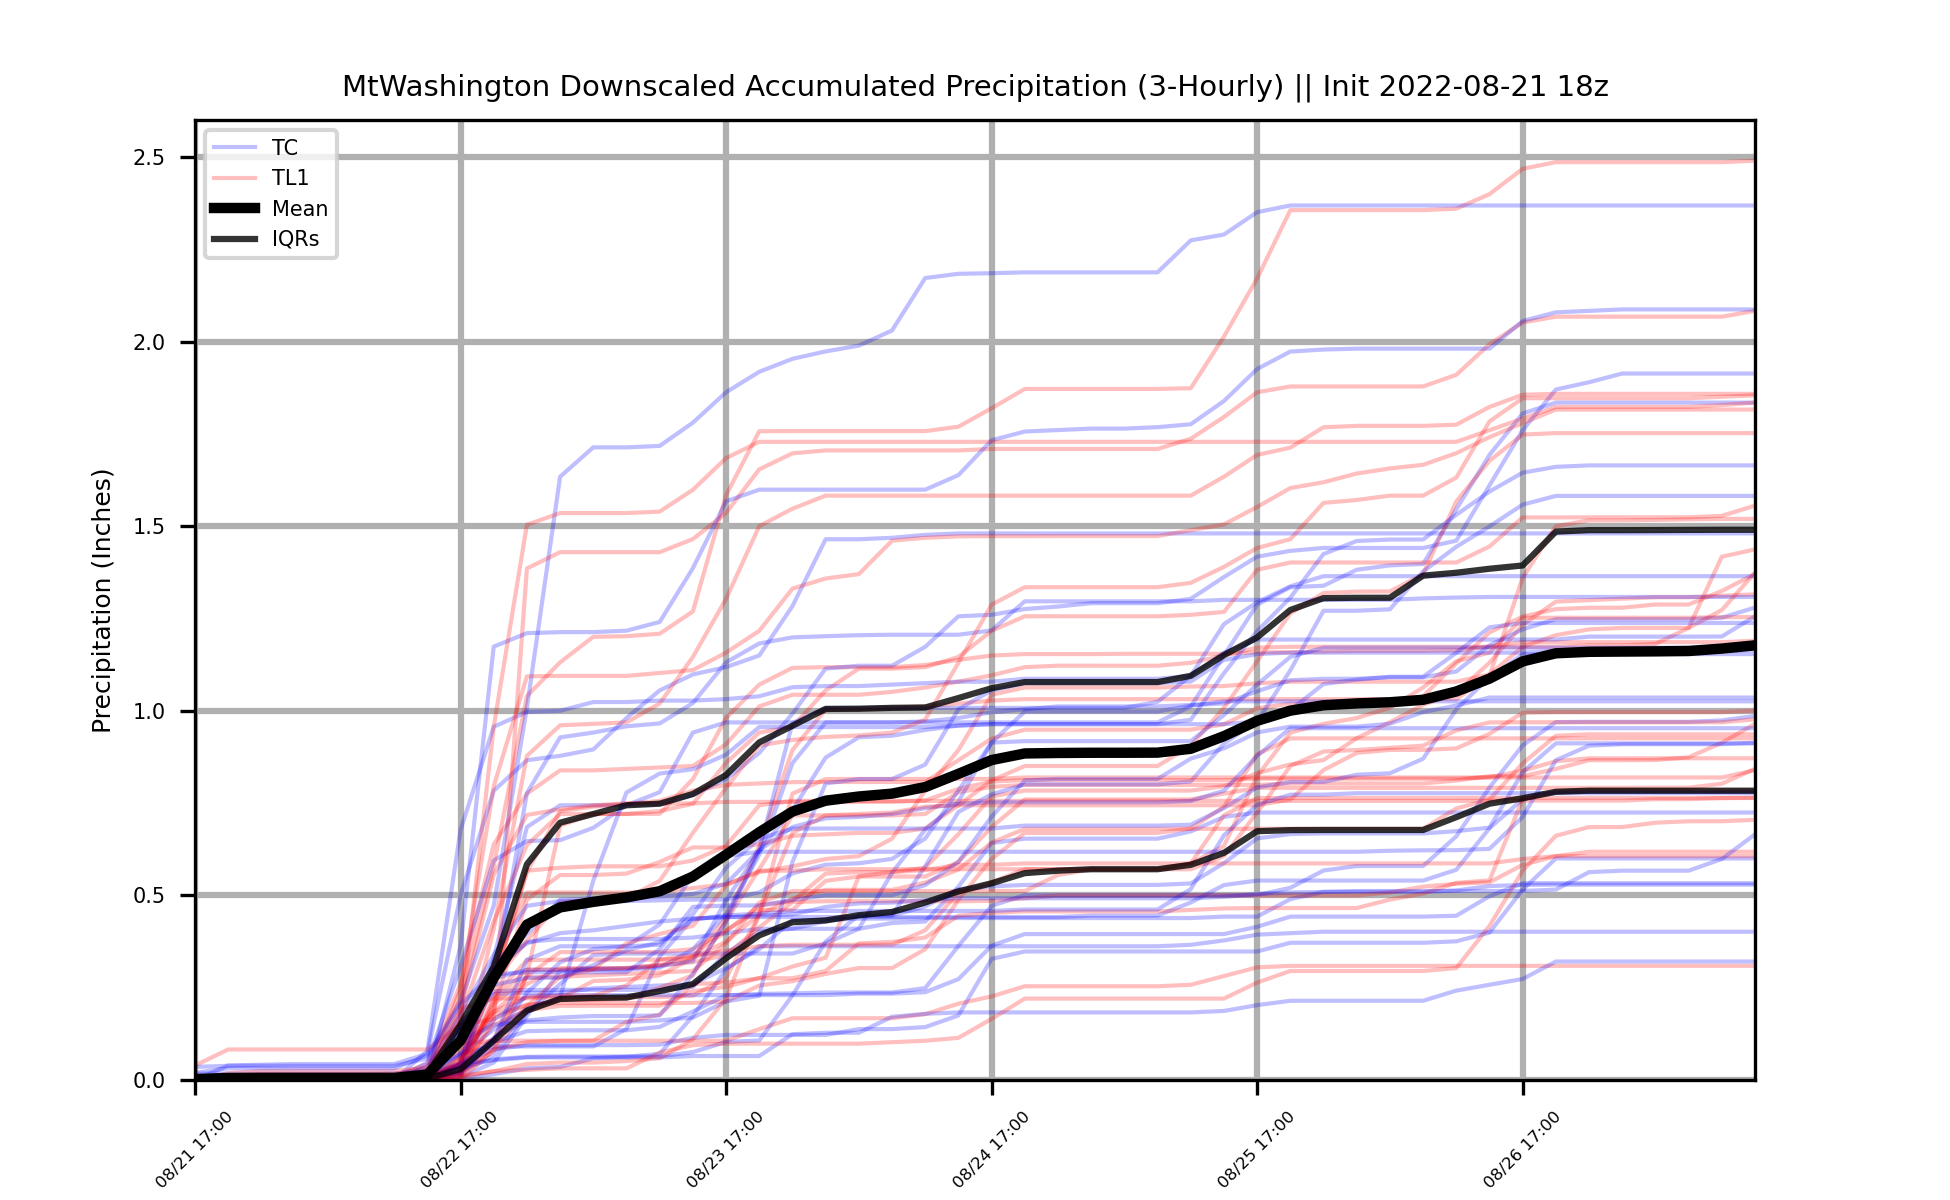 MtWashington Downscaled Accumulated Precipitation (3-Hourly) || Init 2022-08-21 18z
TC
TL1
Mean
IQRs
Precipitation (Inches)
2.5
2.0
1.5
1.0
0.5
0.0
08/21 17:00
08/22 17:00
08/23 17:00
08/24 17:00
08/25 17:00
08/26 17:00